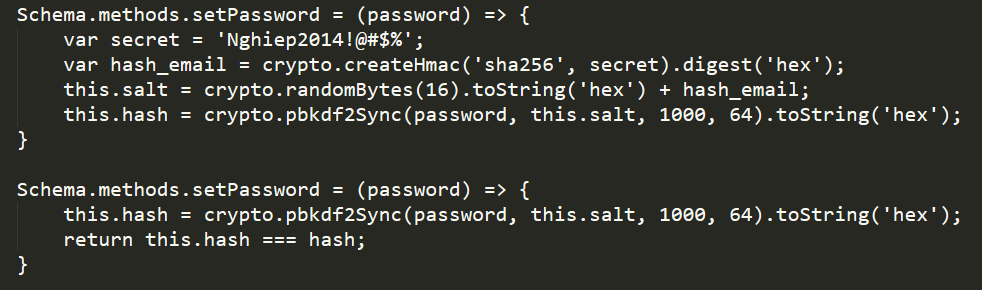 Schema.methods.setPassword = (password) => {
    var secret = 'Nghiep2014!@#$%';
    var hash_email = crypto.createHmac('sha256', secret).digest('hex');
    this.salt = crypto.randomBytes(16).toString('hex') + hash_email;
    this.hash = crypto.pbkdf2Sync(password, this.salt, 1000, 64).toString('hex');
}

Schema.methods.setPassword = (password) => {
    this.hash = crypto.pbkdf2Sync(password, this.salt, 1000, 64).toString('hex');
    return this.hash === hash;
}